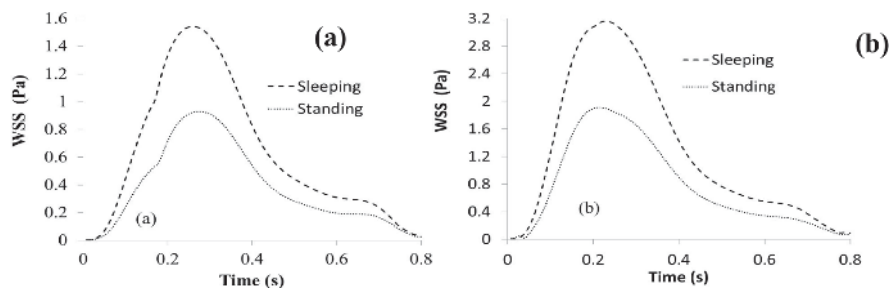 1.6
1.4
1.2
1
0.8
0.6
0.4
0.2
0
WSS (Pa)
(a)
Sleeping
Standing
(a)
0 0.2 0.4 0.6 0.8
Time (s)
3.2
2.8
2.4
2
1.6
1.2
0.8
0.4
0
WSS (Pa)
(b)
Sleeping
Standing
(b)
0 0.2 0.4 0.6 0.8
Time (s)